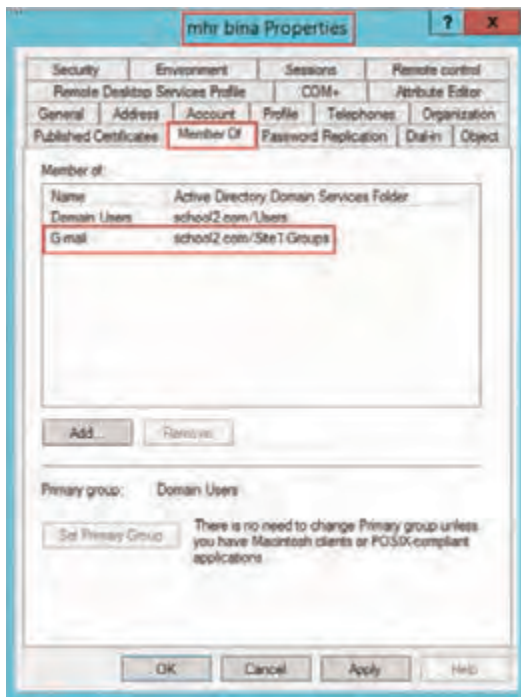 mhr bina Properties
?
X
Security Environment Sessions Remote control
Remote Desktop Services Profile COM+ Attribute Editor
General Address Account Profile Telephones Organization
Published Certificates Member Of Password Replication Dial-in Object
Member of:
Name Active Directory Domain Services Folder
Domain Users school2.com/Users
G-mail school2.com/SiteTGroups
Add... Remove
Primary group: Domain Users
Set Primary Group
There is no need to change Primary group unless
you have Macintosh clients or POSIX-compliant
applications
OK Cancel Apply Help